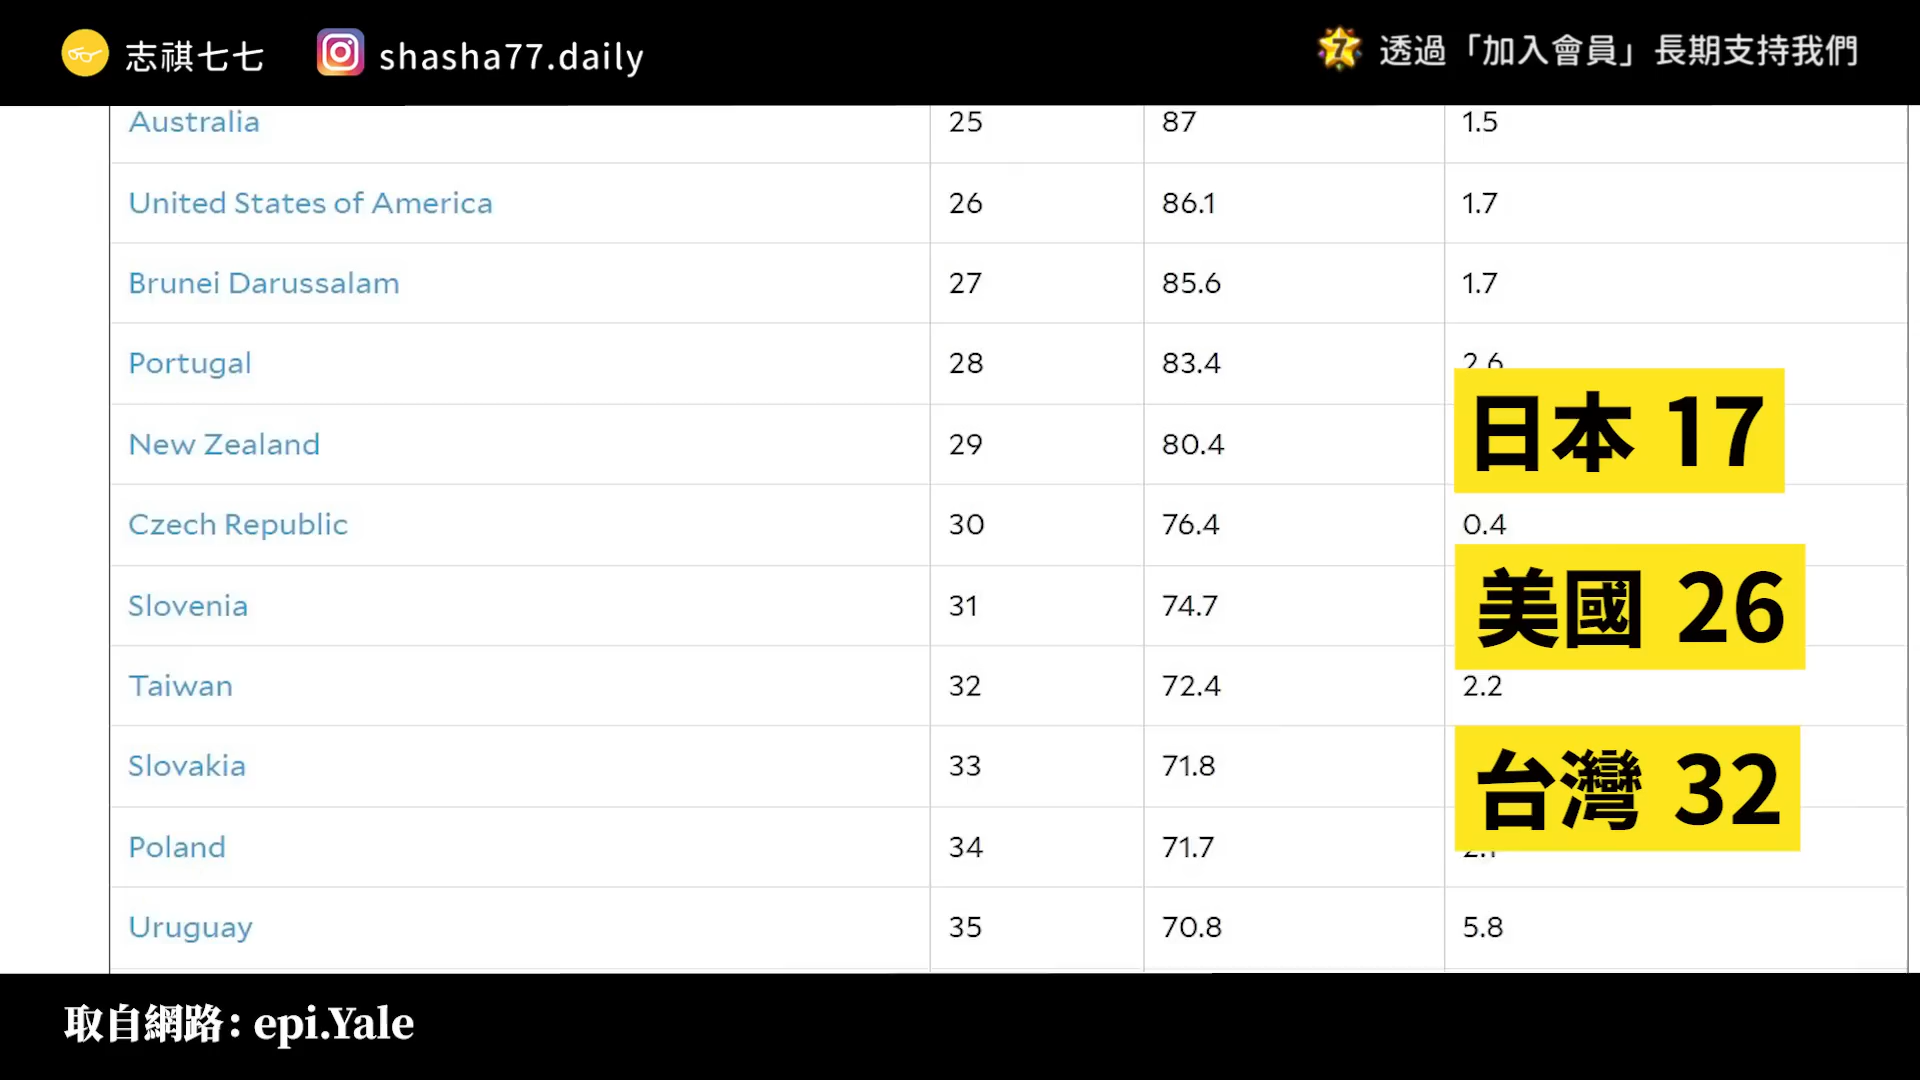 志祺七七 shasha77.daily 透過「加入會員」長期支持我們
Australia 25 87 1.5
United States of America 26 86.1 1.7
Brunei Darussalam 27 85.6 1.7
Portugal 28 83.4 2.6
日本 17
New Zealand 29 80.4
Czech Republic 30 76.4 0.4
美國 26
Slovenia 31 74.7
Taiwan 32 72.4 2.2
台灣 32
Slovakia 33 71.8
Poland 34 71.7
Uruguay 35 70.8 5.8
取自網路：epi.Yale